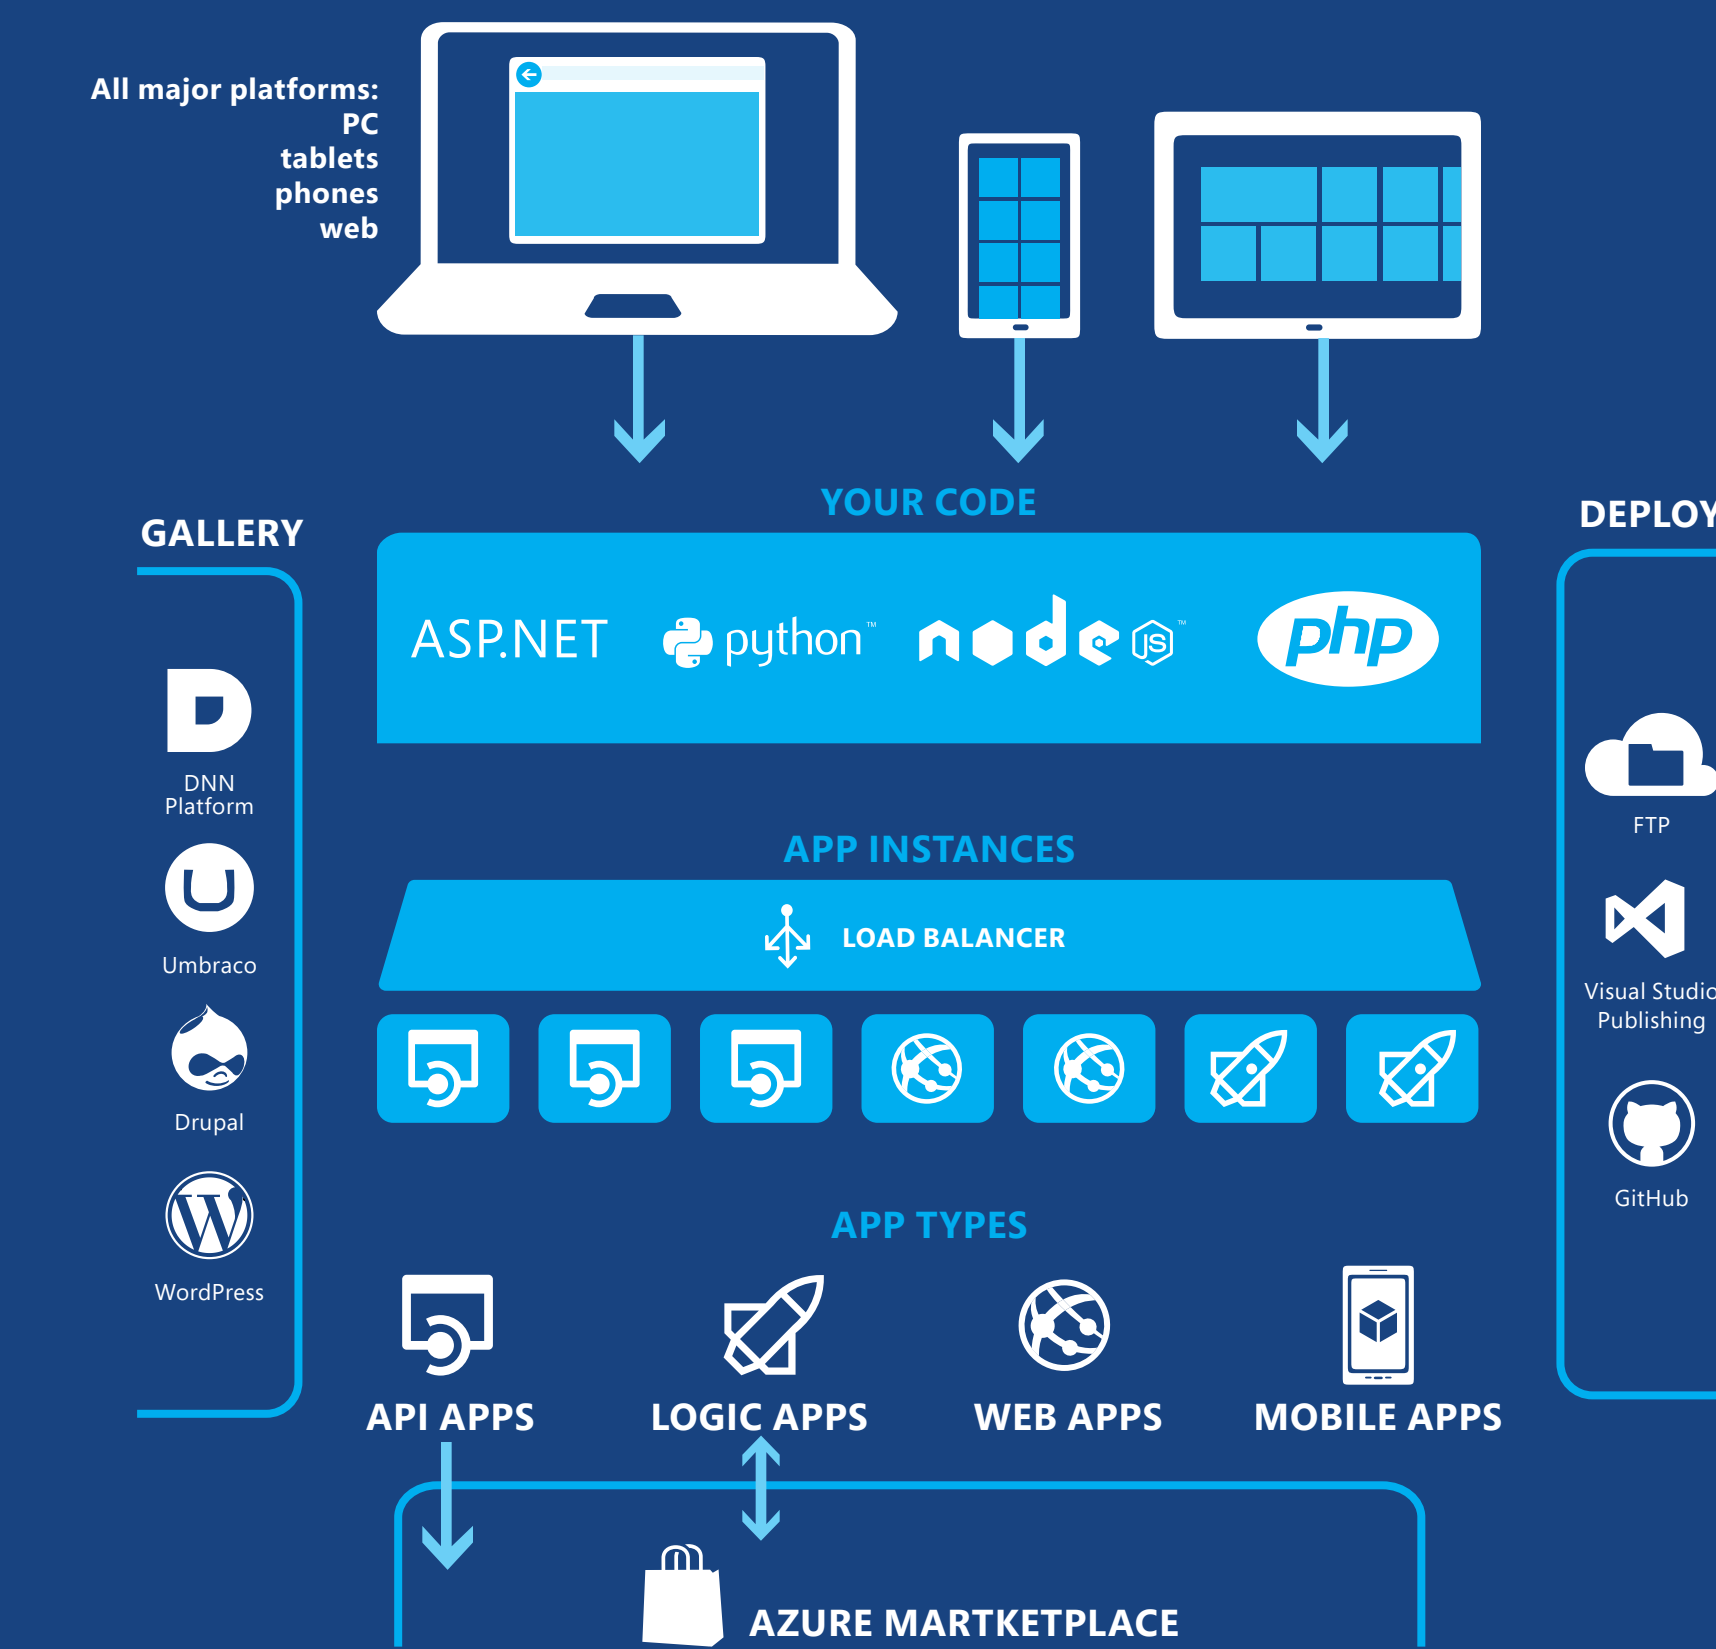 All major platforms:
PC
tablets
phones
web
YOUR CODE
ASP.NET
python™
node JS™
php
GALLERY
DNN
Platform
Umbraco
Drupal
WordPress
DEPLOY
FTP
Visual Studio
Publishing
GitHub
APP INSTANCES
LOAD BALANCER
APP TYPES
API APPS
LOGIC APPS
WEB APPS
MOBILE APPS
AZURE MARTKETPLACE